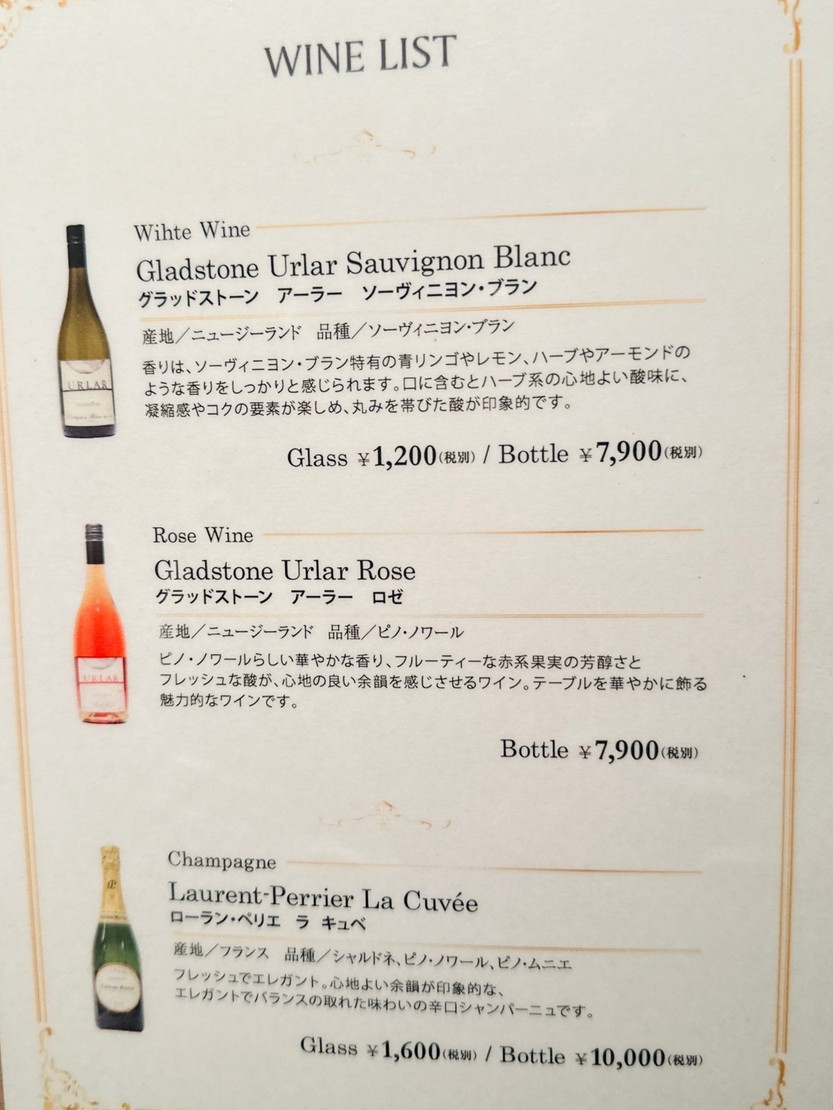 WINE LIST
Wihte Wine
Gladstone Urlar Sauvignon Blanc
グラッドストーン アーラー ソーヴィニヨン・ブラン
産地／ニュージーランド 品種／ソーヴィニヨン・ブラン
香りは、ソーヴィニヨン・ブラン特有の青リンゴやレモン、ハーブやアーモンドの
ような香りをしっかりと感じられます。口に含むとハーブ系の心地よい酸味に、
凝縮感やコクの要素が楽しめ、丸みを帯びた酸が印象的です。
URLAR
Glass ¥1,200(税別) / Bottle ¥7,900(税別)
Rose Wine
Gladstone Urlar Rose
グラッドストーン アーラー ロゼ
産地／ニュージーランド 品種／ピノ・ノワール
ピノ・ノワールらしい華やかな香り、フルーティーな赤系果実の芳醇さと
フレッシュな酸が、心地の良い余韻を感じさせるワイン。テーブルを華やかに飾る
魅力的なワインです。
URLAR
Bottle ¥7,900(税別)
Champagne
Laurent-Perrier La Cuvée
ローラン・ペリエ ラ キュベ
産地／フランス 品種／シャルドネ、ピノ・ノワール、ピノ・ムニエ
フレッシュでエレガント。心地よい余韻が印象的な、
エレガントでバランスの取れた味わいの辛口シャンパーニュです。
Glass ¥1,600(税別) / Bottle ¥10,000(税別)